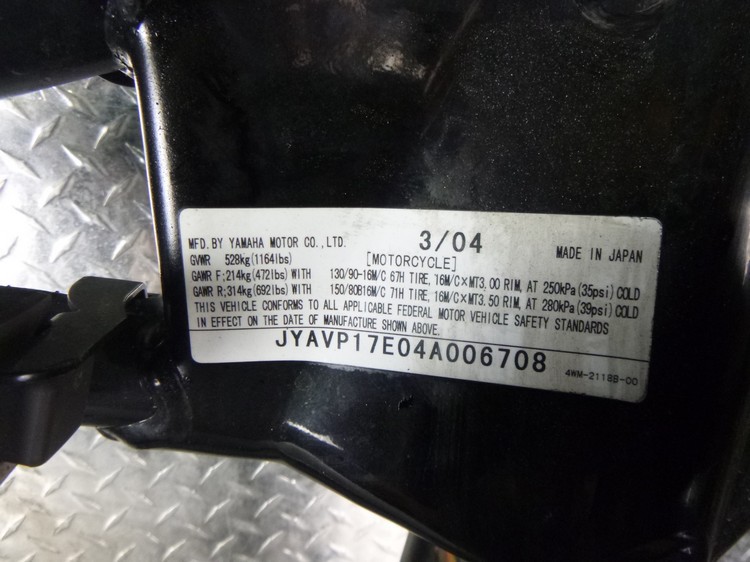 MFD. BY YAMAHA MOTOR CO., LTD. 3/04 MADE IN JAPAN
GVWR 528kg(1164lbs) [MOTORCYCLE]
GAWR F;214kg(472lbs) WITH 130/90-16M/C 67H TIRE, 16M/C×MT3.00 RIM, AT 250kPa(35psi) COLD
GAWR R;314kg(692lbs) WITH 150/80B16M/C 71H TIRE, 16M/C×MT3.50 RIM, AT 280kPa(39psi) COLD
THIS VEHICLE CONFORMS TO ALL APPLICABLE FEDERAL MOTOR VEHICLE SAFETY STANDARDS
IN EFFECT ON THE DATE OF MANUFACTURE SHOWN ABOVE.
JYAVP17E04A006708 4WM-2118B-00